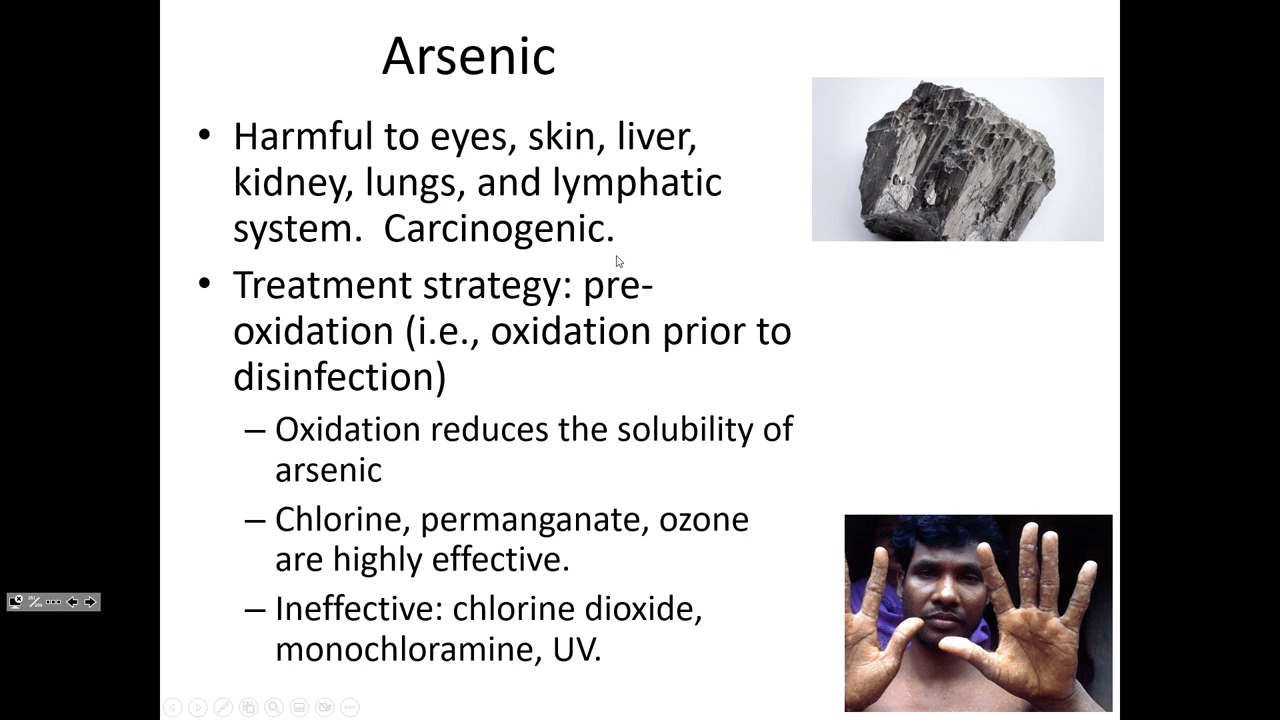 Arsenic
• Harmful to eyes, skin, liver,
kidney, lungs, and lymphatic
system.  Carcinogenic.
• Treatment strategy: pre-
oxidation (i.e., oxidation prior to
disinfection)
– Oxidation reduces the solubility of
arsenic
– Chlorine, permanganate, ozone
are highly effective.
– Ineffective: chlorine dioxide,
monochloramine, UV.